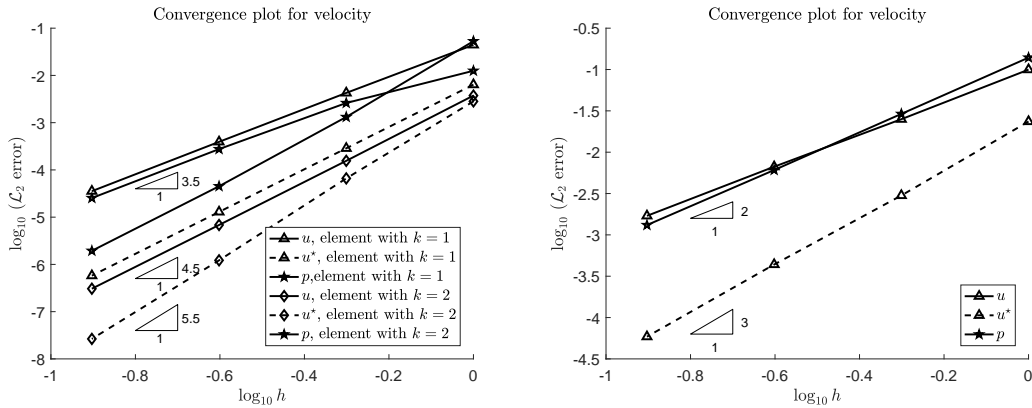 Convergence plot for velocity
-1
-2
-3
-4
-5
-6
-7
-8
log₁₀ (ℒ₂ error)
3.5
1
4.5
1
5.5
1
u, element with k = 1
u⋆, element with k = 1
p,element with k = 1
u, element with k = 2
u⋆, element with k = 2
p, element with k = 2
-1 -0.8 -0.6 -0.4 -0.2 0
log₁₀ h
Convergence plot for velocity
-0.5
-1
-1.5
-2
-2.5
-3
-3.5
-4
-4.5
log₁₀ (ℒ₂ error)
2
1
3
1
u
u⋆
p
-1 -0.8 -0.6 -0.4 -0.2 0
log₁₀ h